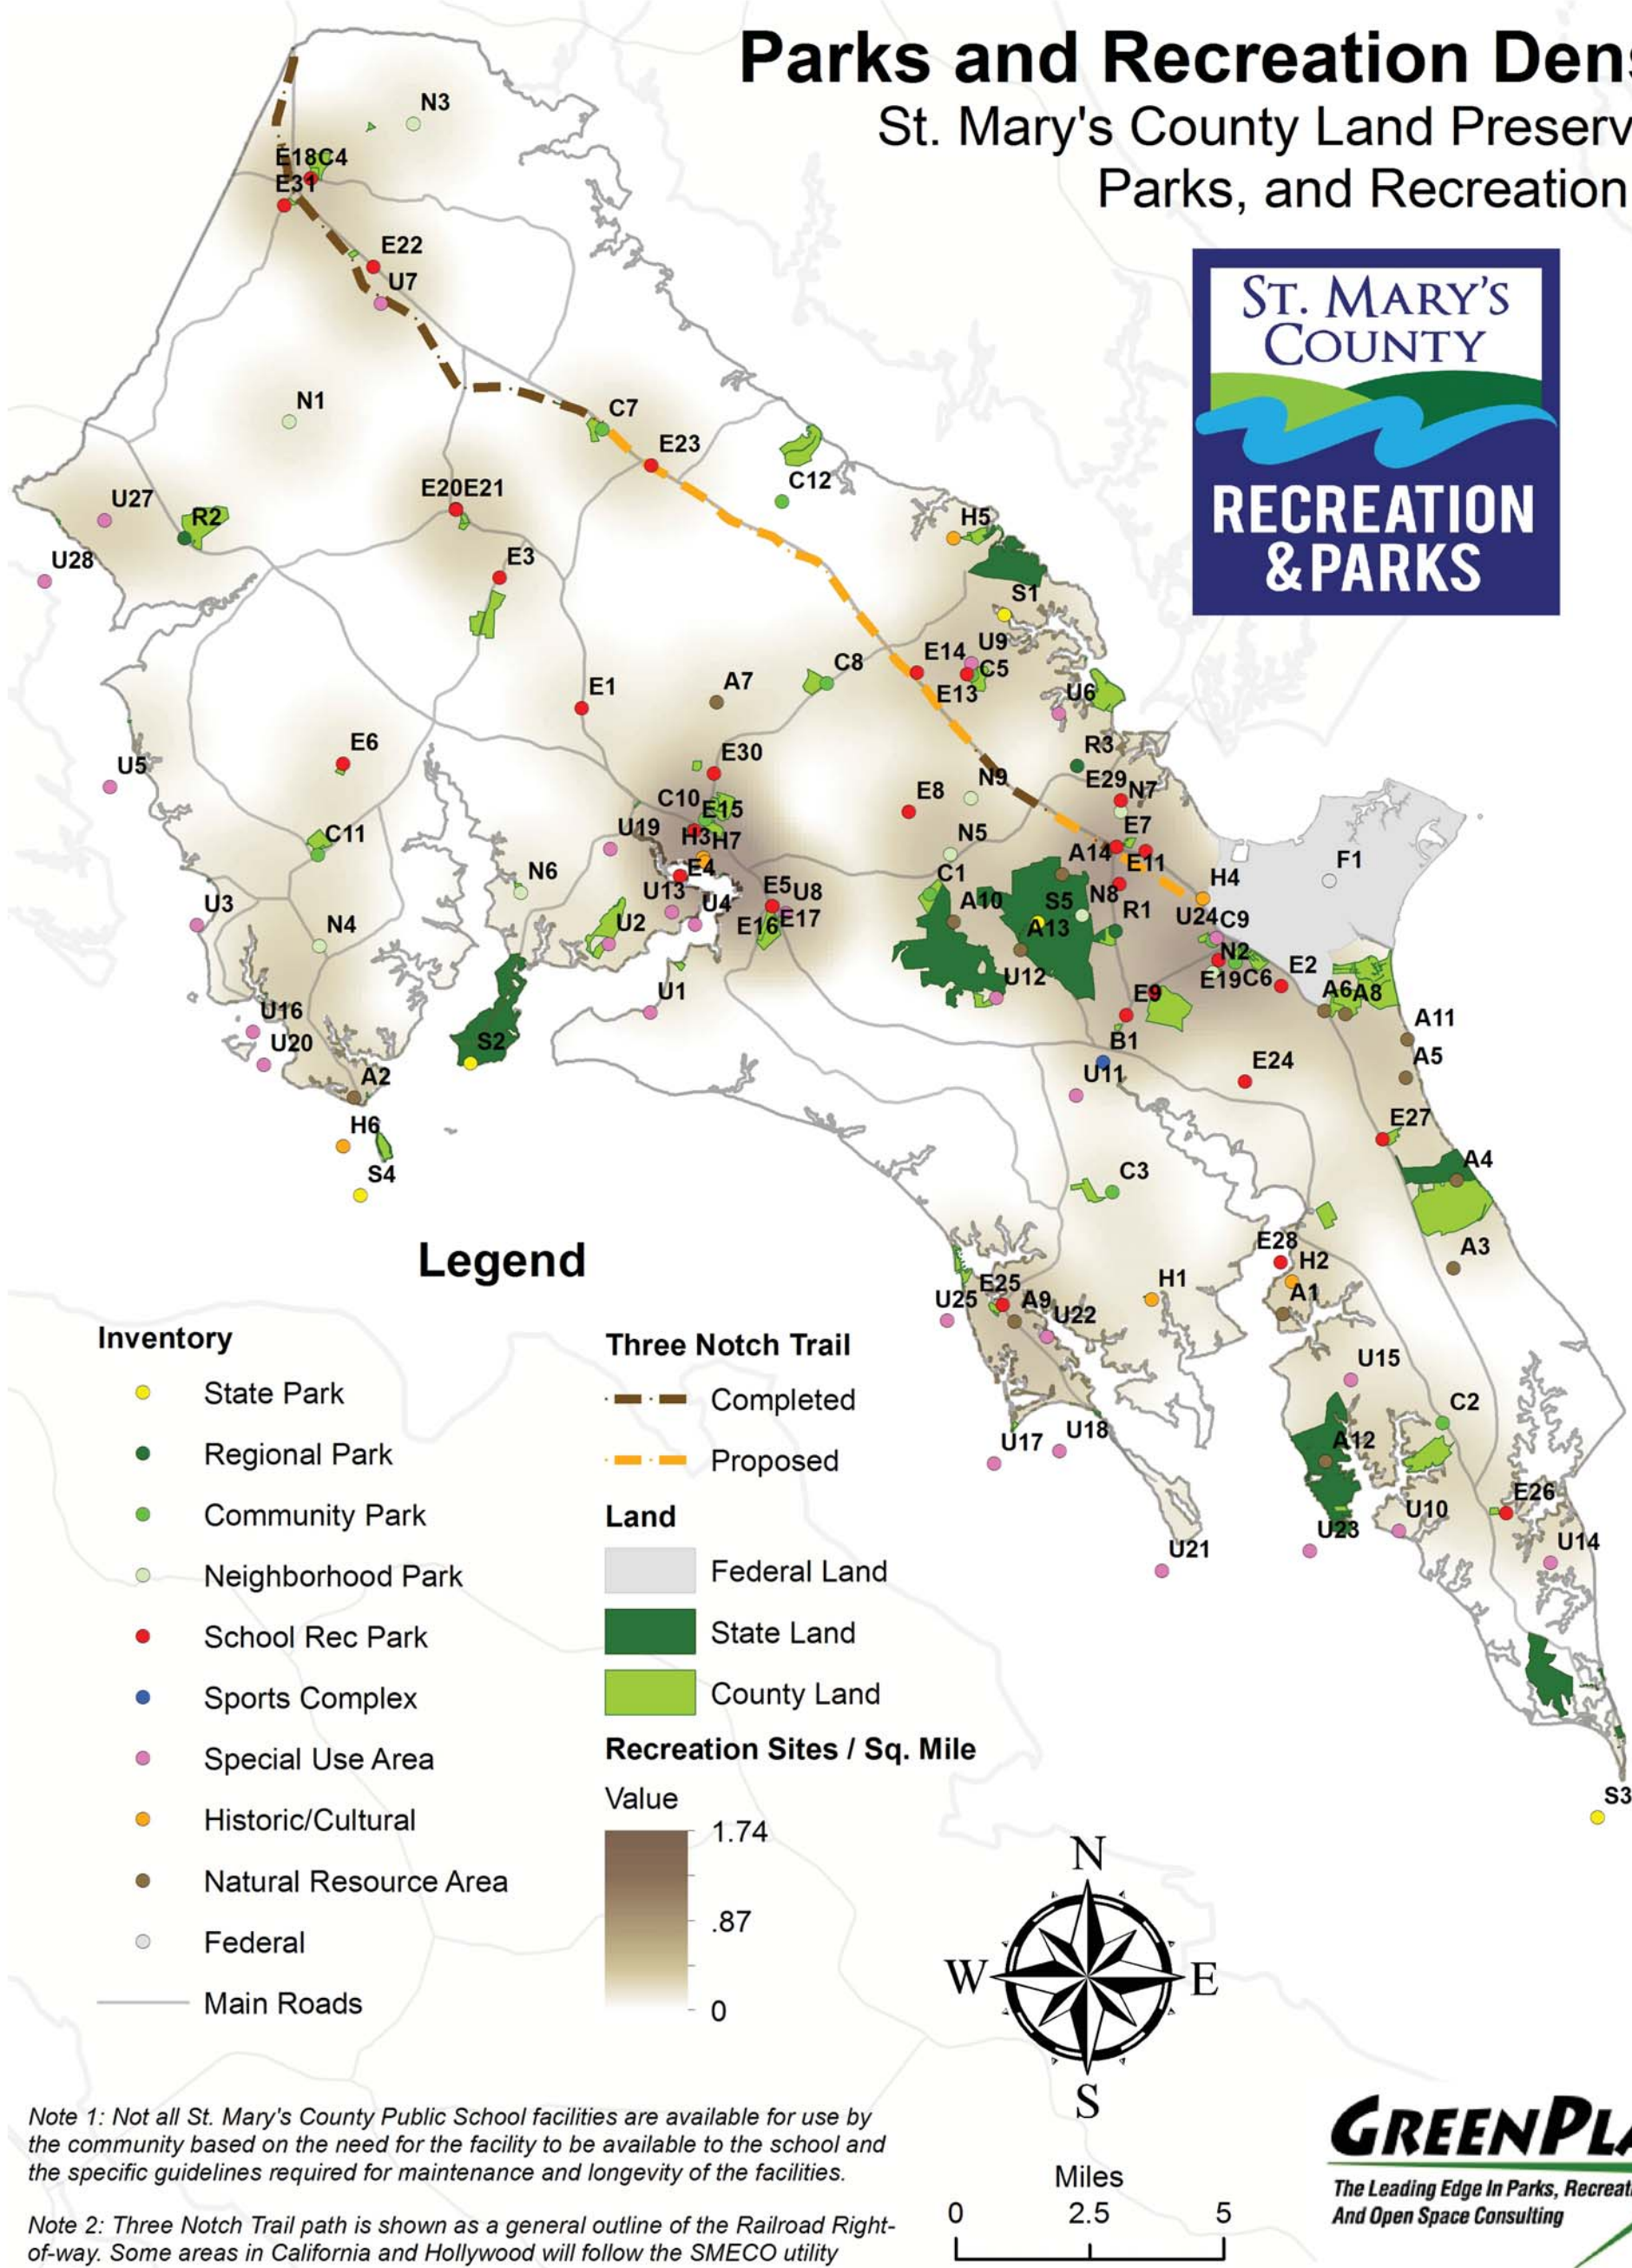 Parks and Recreation Dens
St. Mary's County Land Preserv
Parks, and Recreation
ST. MARY'S
COUNTY
RECREATION
& PARKS
N3
E18C4
E31
E22
U7
N1
C7
E23
C12
U27
R2
E20E21
H5
U28
E3
S1
E14
U9
C5
E13
C8
E1
A7
U6
E6
E30
R3
U5
N9
E29
N7
C10
E15
E8
U19
H3H7
N5
E7
C11
A14
E11
F1
N6
E4
C1
H4
U13
E5U8
A10
S5
N8
U3
U4
R1
U24C9
N4
U2
E16E17
A13
N2
U12
E19C6
E2
U1
E9
A6A8
U16
A11
U20
S2
B1
A5
A2
U11
E24
H6
E27
S4
C3
A4
E28
A3
H2
E25
H1
A1
U25
A9
U22
U15
C2
U17
U18
A12
E26
U10
U23
U14
U21
S3
Legend
Inventory
State Park
Regional Park
Community Park
Neighborhood Park
School Rec Park
Sports Complex
Special Use Area
Historic/Cultural
Natural Resource Area
Federal
Main Roads
Three Notch Trail
Completed
Proposed
Land
Federal Land
State Land
County Land
Recreation Sites / Sq. Mile
Value
1.74
.87
0
N
W
E
S
Note 1: Not all St. Mary's County Public School facilities are available for use by
the community based on the need for the facility to be available to the school and
the specific guidelines required for maintenance and longevity of the facilities.
Note 2: Three Notch Trail path is shown as a general outline of the Railroad Right-
of-way. Some areas in California and Hollywood will follow the SMECO utility
Miles
0 2.5 5
GREENPLA
The Leading Edge In Parks, Recreat
And Open Space Consulting